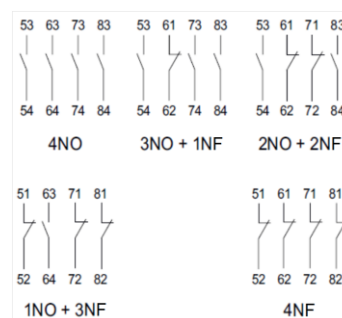 53 63 73 83 53 61 73 83 53 61 71 83
54 64 74 84 54 62 74 84 54 62 72 84
4NO 3NO + 1NF 2NO + 2NF
51 63 71 81 51 61 71 81
52 64 72 82 52 62 72 82
1NO + 3NF 4NF